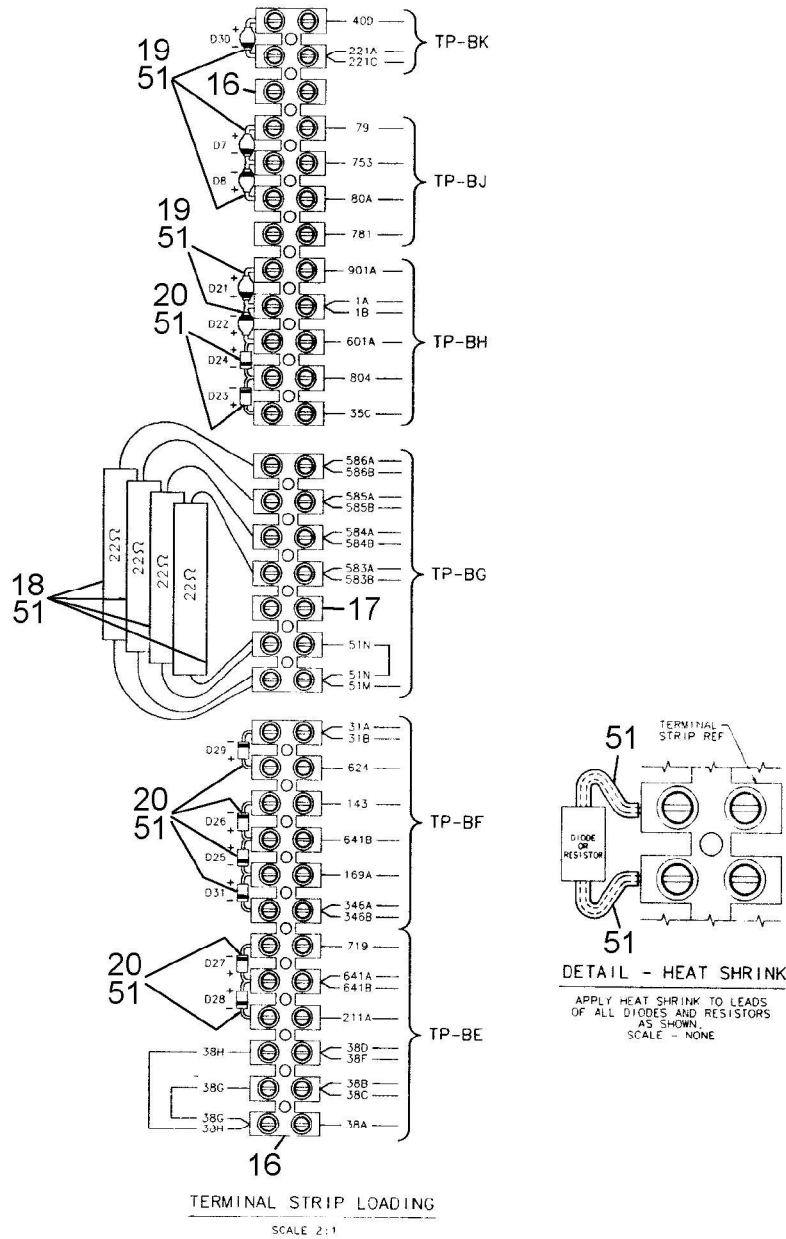 D30 + -
40D
221A
221C
TP-BK
19
51
16
D7 + -
79
753
D8 - +
80A
781
TP-BJ
19
51
D21 + -
901A
1A
1B
D22 - +
20
51
601A
D24 + -
804
D23 - +
35C
TP-BH
586A
586B
585A
585B
584A
584B
583A
583B
22Ω
22Ω
22Ω
22Ω
18
51
17
51N
51N
51M
TP-BG
D29 - +
31A
31B
624
20
51
D26 - +
143
D25 + -
641B
169A
D31 + -
346A
346B
TP-BF
20
51
D27 - +
719
641A
641B
D28 + -
211A
38H
38D
38F
38G
38B
38C
38G
38H
38A
TP-BE
16
TERMINAL STRIP LOADING
SCALE 2:1
51
TERMINAL
STRIP REF
DIODE
OR
RESISTOR
51
DETAIL - HEAT SHRINK
APPLY HEAT SHRINK TO LEADS
OF ALL DIODES AND RESISTORS
AS SHOWN.
SCALE - NONE